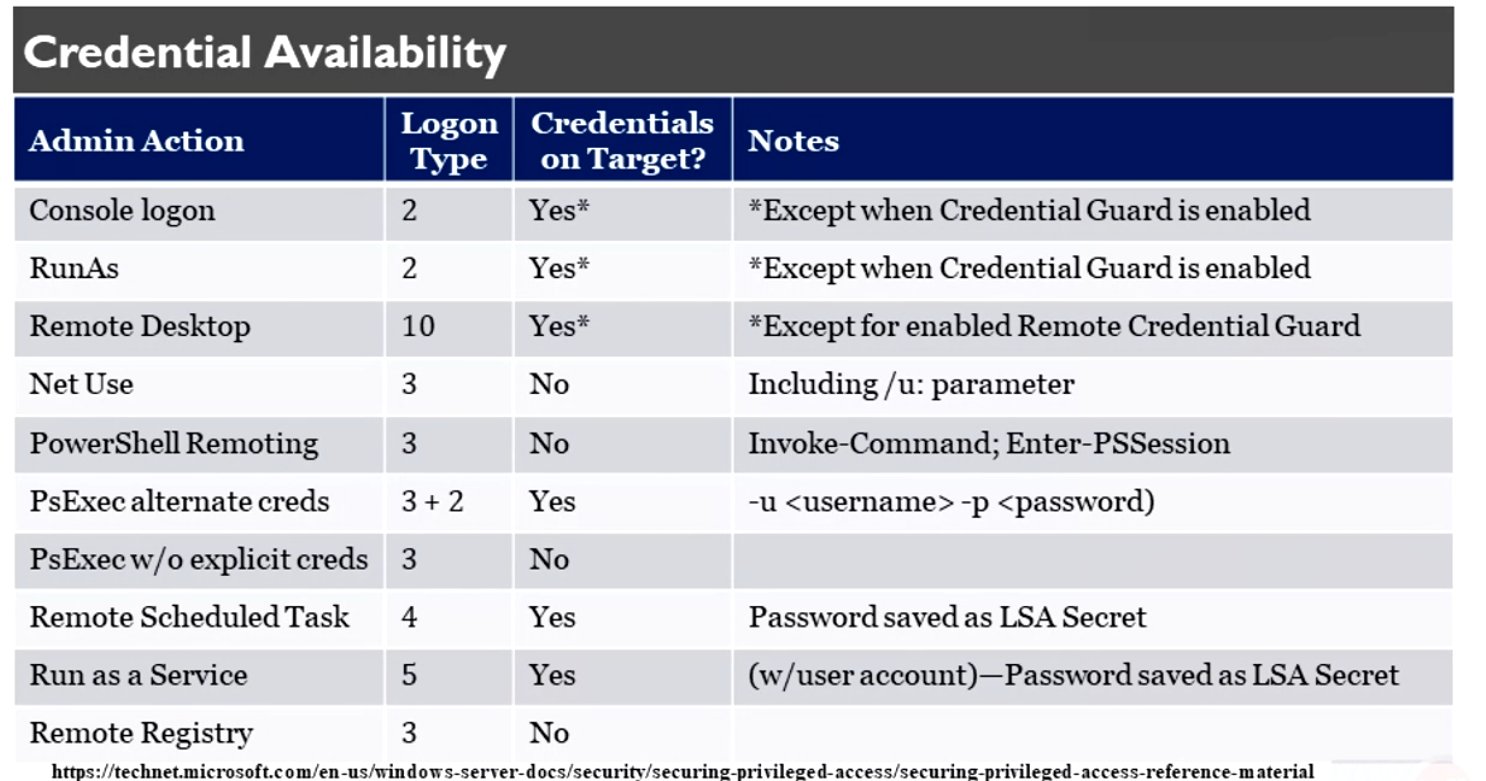 Credential Availability
Admin Action Logon Type Credentials on Target? Notes
Console logon 2 Yes* *Except when Credential Guard is enabled
RunAs 2 Yes* *Except when Credential Guard is enabled
Remote Desktop 10 Yes* *Except for enabled Remote Credential Guard
Net Use 3 No Including /u: parameter
PowerShell Remoting 3 No Invoke-Command; Enter-PSSession
PsExec alternate creds 3 + 2 Yes -u <username> -p <password)
PsExec w/o explicit creds 3 No
Remote Scheduled Task 4 Yes Password saved as LSA Secret
Run as a Service 5 Yes (w/user account)—Password saved as LSA Secret
Remote Registry 3 No
https://technet.microsoft.com/en-us/windows-server-docs/security/securing-privileged-access/securing-privileged-access-reference-material